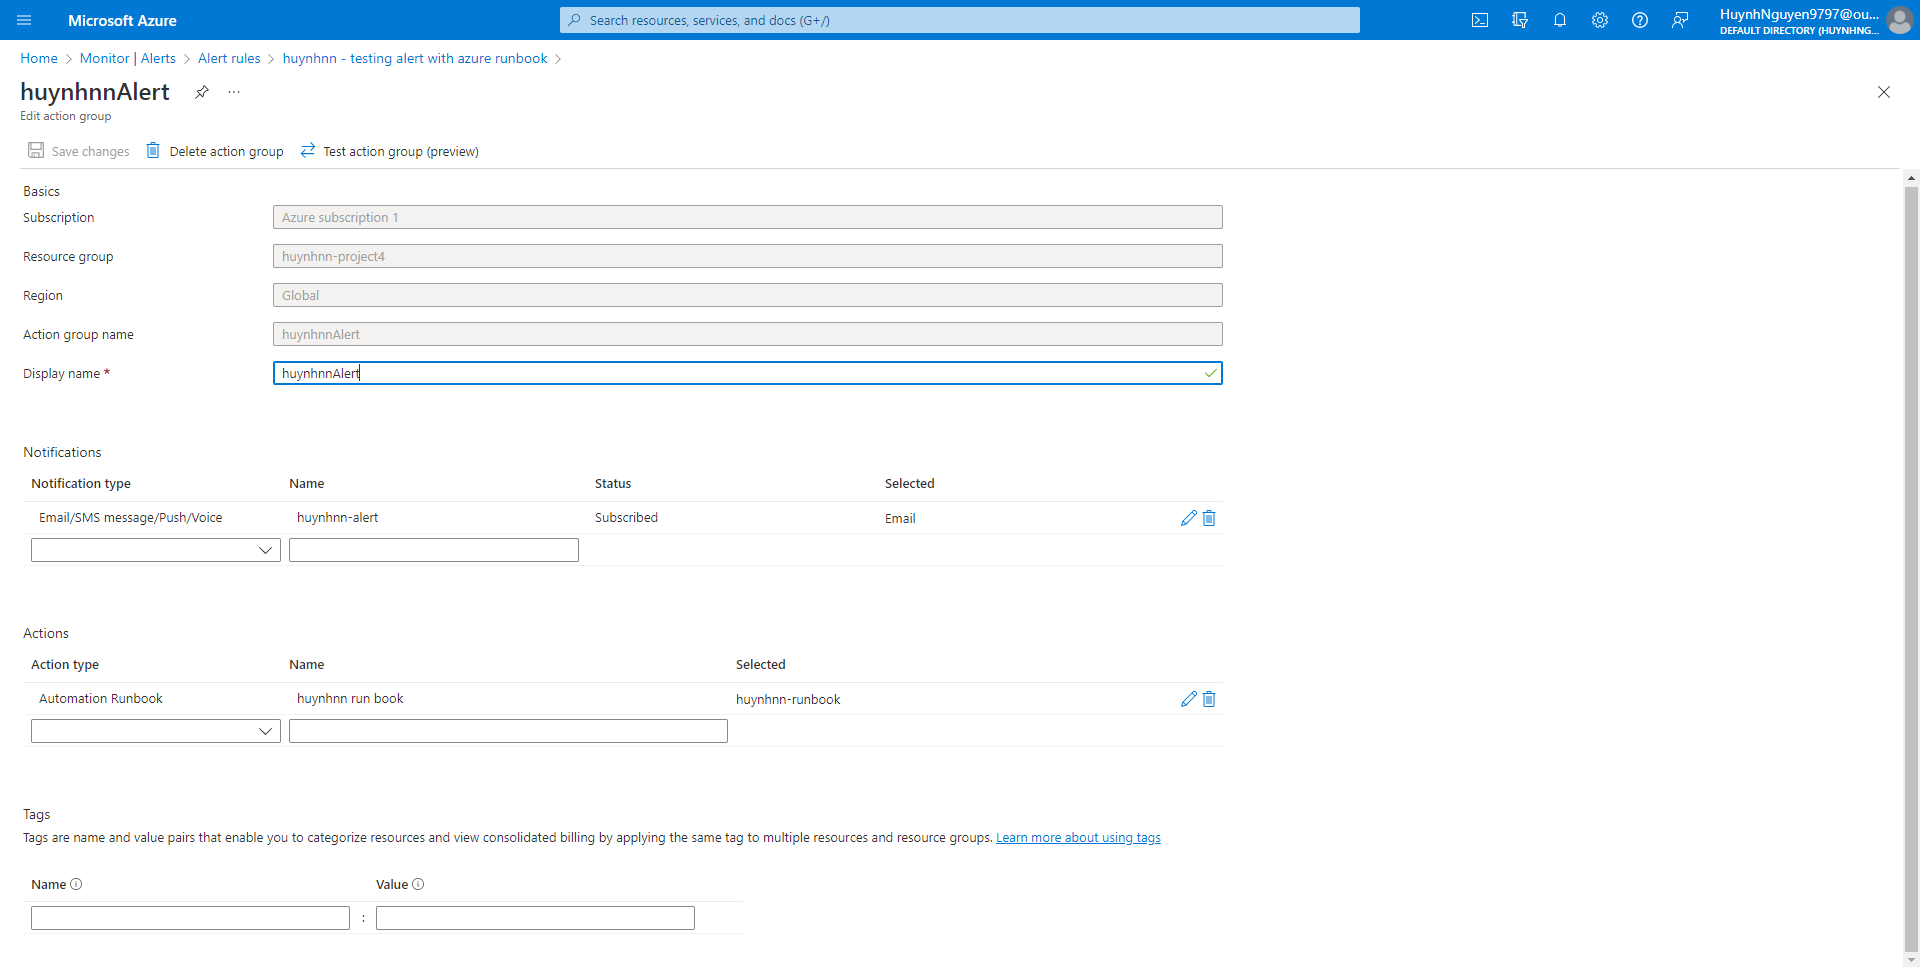 Microsoft Azure
Search resources, services, and docs (G+/)
HuynhNguyen9797@ou...
DEFAULT DIRECTORY (HUYNHNG...
Home > Monitor | Alerts > Alert rules > huynhnn - testing alert with azure runbook >
huynhnnAlert ...
Edit action group
Save changes Delete action group Test action group (preview)
Basics
Subscription Azure subscription 1
Resource group huynhnn-project4
Region Global
Action group name huynhnnAlert
Display name * huynhnnAlert
Notifications
Notification type Name Status Selected
Email/SMS message/Push/Voice huynhnn-alert Subscribed Email
Actions
Action type Name Selected
Automation Runbook huynhnn run book huynhnn-runbook
Tags
Tags are name and value pairs that enable you to categorize resources and view consolidated billing by applying the same tag to multiple resources and resource groups. Learn more about using tags
Name Value
: